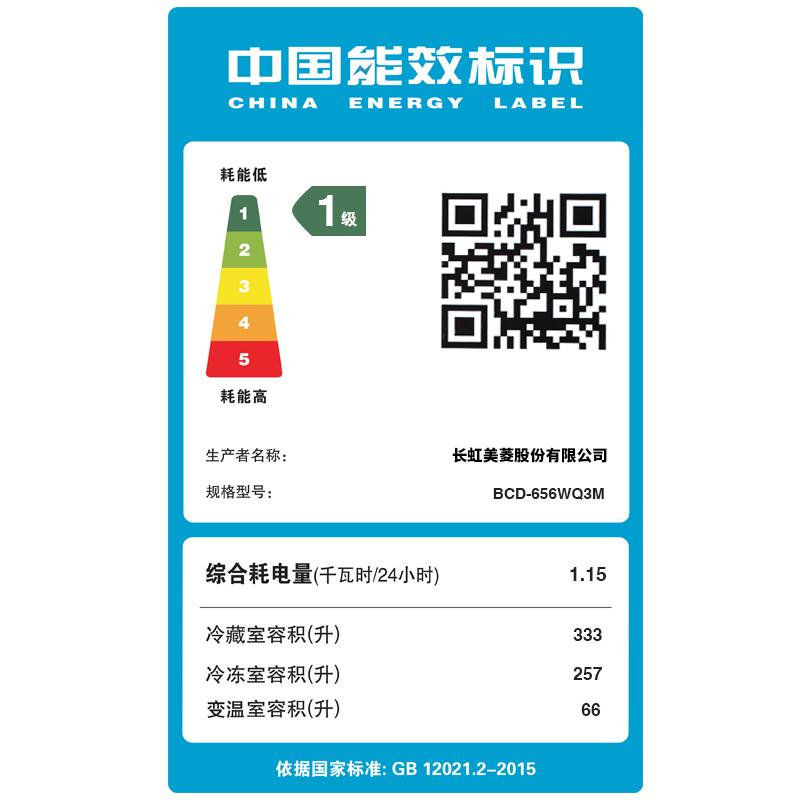 中国能效标识
CHINA ENERGY LABEL
耗能低
1
1级
2
3
4
5
耗能高
生产者名称: 长虹美菱股份有限公司
规格型号: BCD-656WQ3M
综合耗电量(千瓦时/24小时) 1.15
冷藏室容积(升) 333
冷冻室容积(升) 257
变温室容积(升) 66
依据国家标准: GB 12021.2-2015